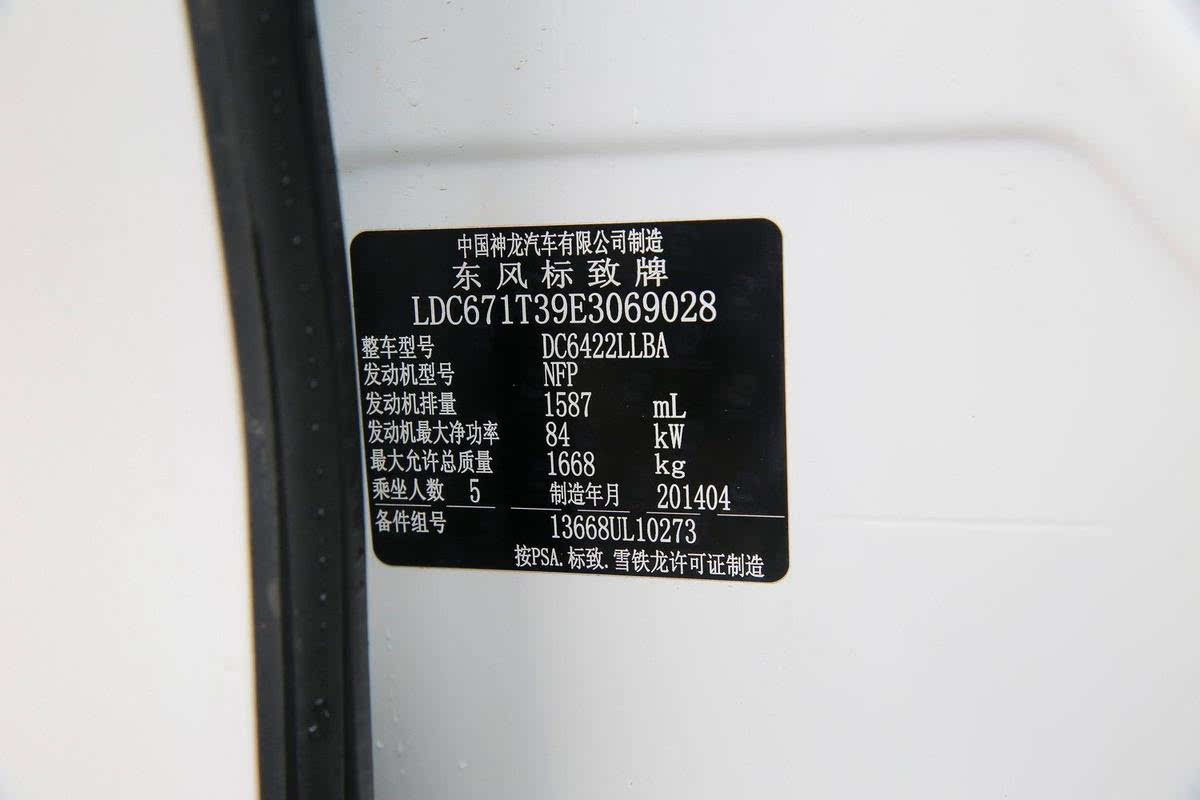 中国神龙汽车有限公司制造
东风标致牌
LDC671T39E3069028
整车型号 DC6422LLBA
发动机型号 NFP
发动机排量 1587 mL
发动机最大净功率 84 kW
最大允许总质量 1668 kg
乘坐人数 5 制造年月 201404
备件组号 13668UL10273
按PSA.标致.雪铁龙许可证制造